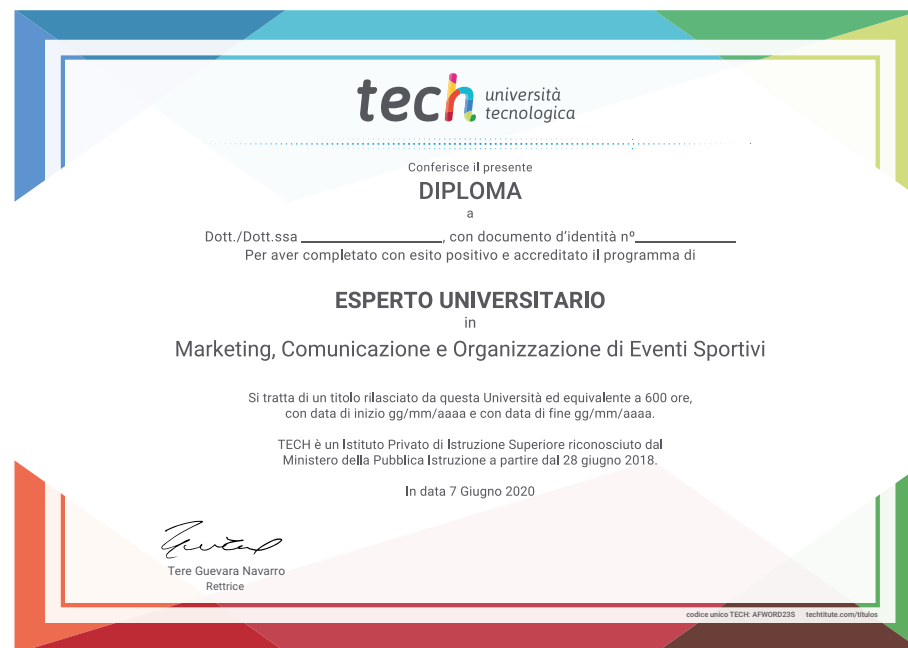 tech università
tecnologica
Conferisce il presente
DIPLOMA
a
Dott./Dott.ssa ____________, con documento d'identità nº____________
Per aver completato con esito positivo e accreditato il programma di
ESPERTO UNIVERSITARIO
in
Marketing, Comunicazione e Organizzazione di Eventi Sportivi
Si tratta di un titolo rilasciato da questa Università ed equivalente a 600 ore,
con data di inizio gg/mm/aaaa e con data di fine gg/mm/aaaa.
TECH è un Istituto Privato di Istruzione Superiore riconosciuto dal
Ministero della Pubblica Istruzione a partire dal 28 giugno 2018.
In data 7 Giugno 2020
Tere Guevara Navarro
Rettrice
codice unico TECH: AFWORD23S techtitute.com/titulos